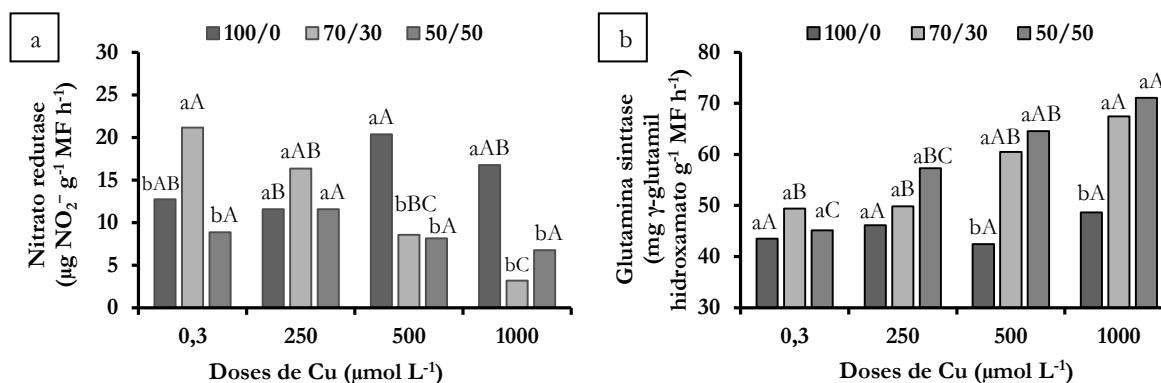 a
100/0 70/30 50/50
Nitrato redutase
(µg NO₂⁻ g⁻¹ MF h⁻¹)
30
25
20
15
10
5
0
bAB aA bA
aB aAB aA
aA bBC bA
aAB bC bA
0,3 250 500 1000
Doses de Cu (µmol L⁻¹)
b
100/0 70/30 50/50
Glutamina sinttase
(mg γ-glutamil
hidroxamato g⁻¹ MF h⁻¹)
80
70
60
50
40
30
aA aB aC
aA aB aBC
bA aAB aAB
bA aA aA
0,3 250 500 1000
Doses de Cu (µmol L⁻¹)